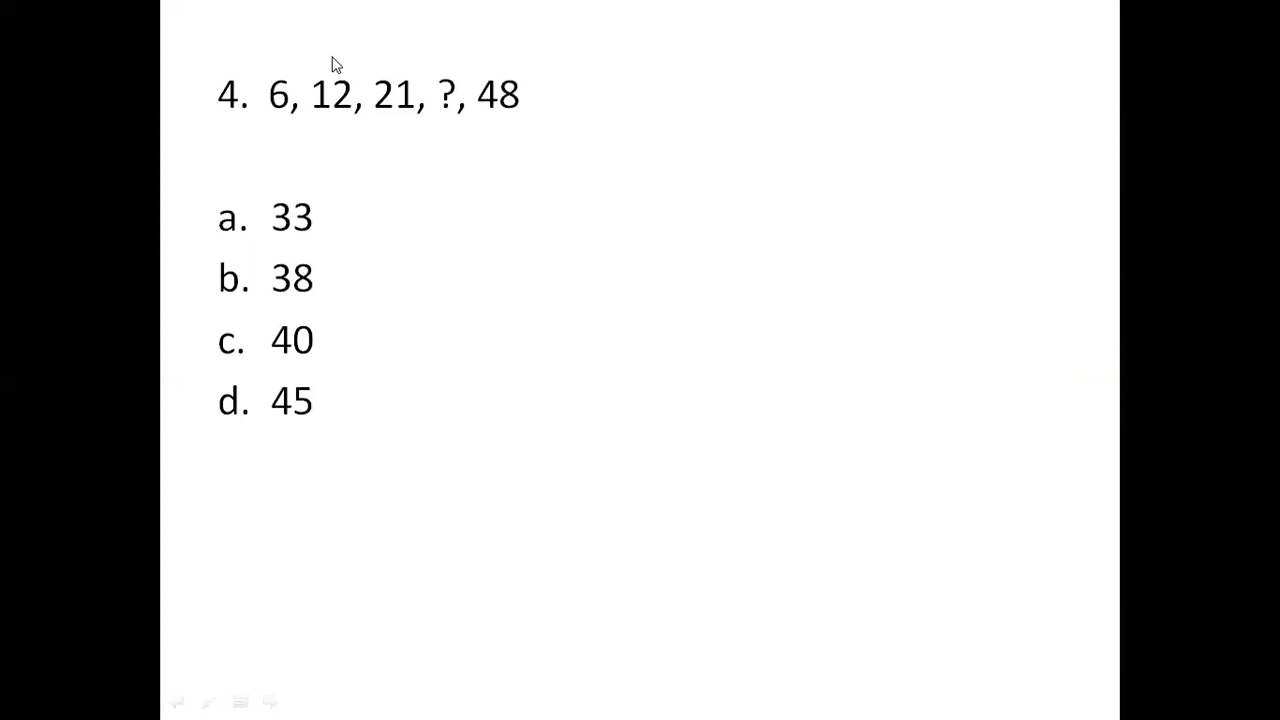 4. 6, 12, 21, ?, 48
a. 33
b. 38
c. 40
d. 45